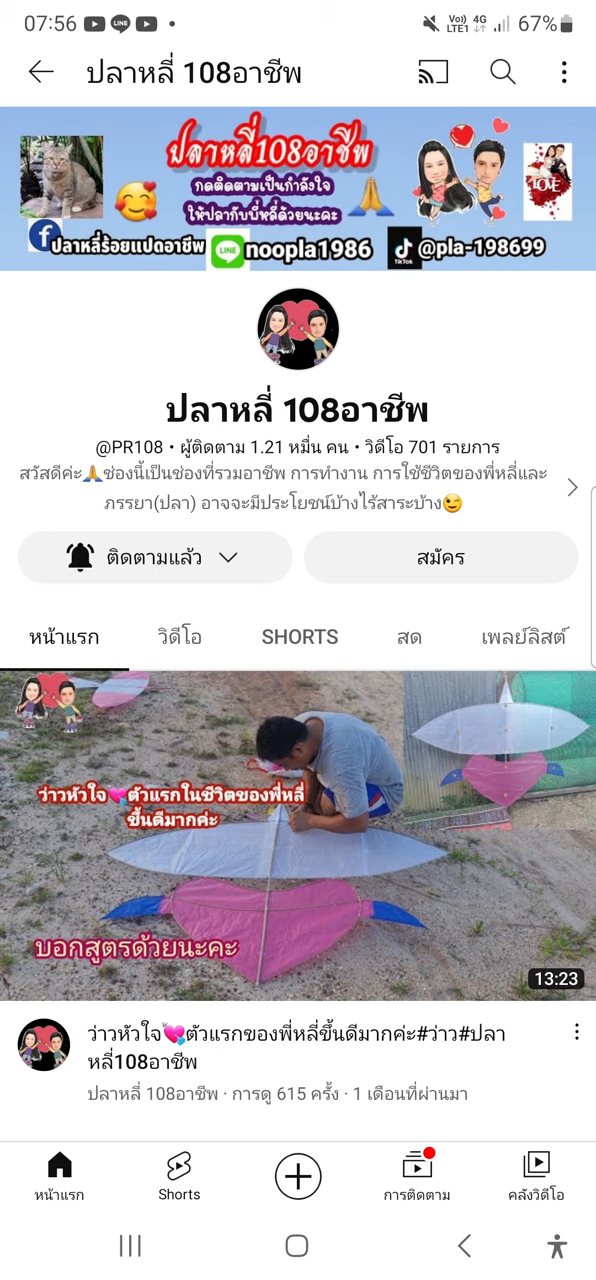 07:56
LINE
Vo)) 4G
LTE1
67%
ปลาหลี่ 108อาชีพ
ปลาหลี่108อาชีพ
กดติดตามเป็นกำลังใจ
ให้ปลากับพี่หลี่ด้วยนะคะ
LOVE
f ปลาหลี่ร้อยแปดอาชีพ LINE noopla1986 TikTok @pla-198699
ปลาหลี่ 108อาชีพ
@PR108 • ผู้ติดตาม 1.21 หมื่น คน • วิดีโอ 701 รายการ
สวัสดีค่ะ🙏ช่องนี้เป็นช่องที่รวมอาชีพ การทำงาน การใช้ชีวิตของพี่หลี่และ
ภรรยา(ปลา) อาจจะมีประโยชน์บ้างไร้สาระบ้าง😉
ติดตามแล้ว
สมัคร
หน้าแรก วิดีโอ SHORTS สด เพลย์ลิสต์
ว่าวหัวใจ💘ตัวแรกในชีวิตของพี่หลี่
ขึ้นดีมากค่ะ
บอกสูตรด้วยนะคะ
13:23
ว่าวหัวใจ💘ตัวแรกของพี่หลี่ขึ้นดีมากค่ะ#ว่าว#ปลา
หลี่108อาชีพ
ปลาหลี่ 108อาชีพ · การดู 615 ครั้ง · 1 เดือนที่ผ่านมา
หน้าแรก Shorts การติดตาม คลังวิดีโอ